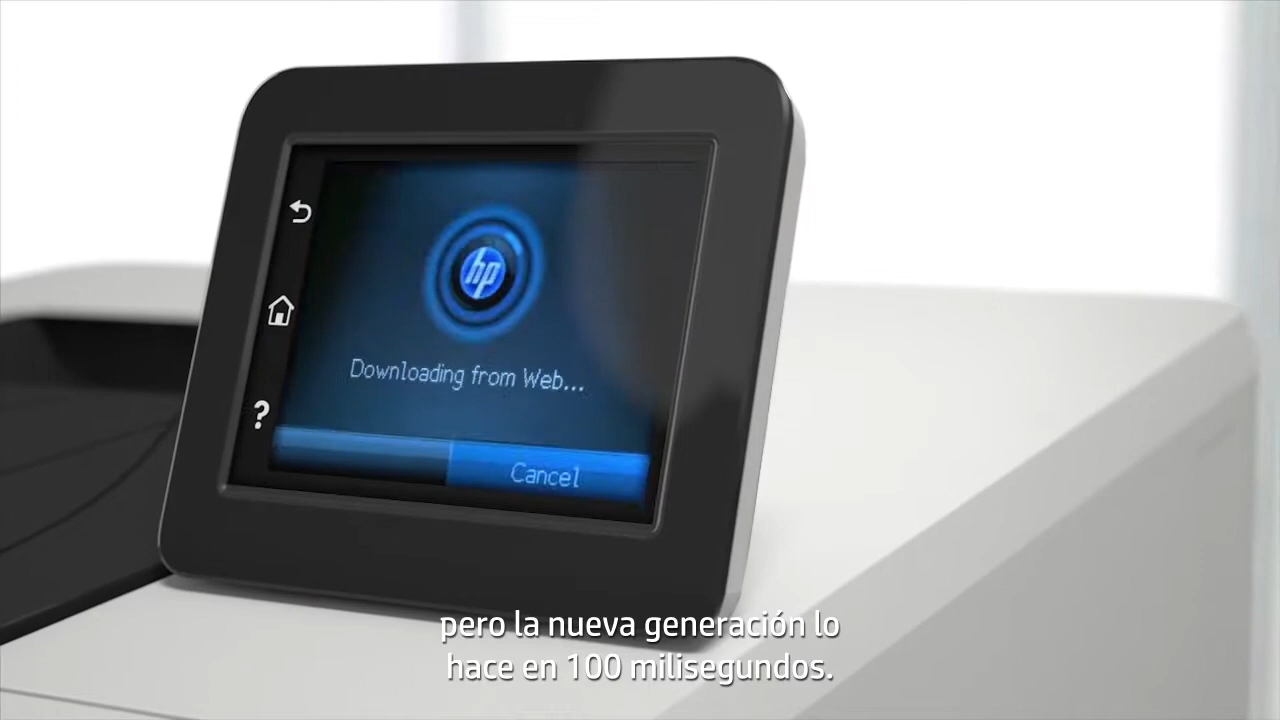 hp
Downloading from Web...
?
Cancel
pero la nueva generación lo
hace en 100 milisegundos.